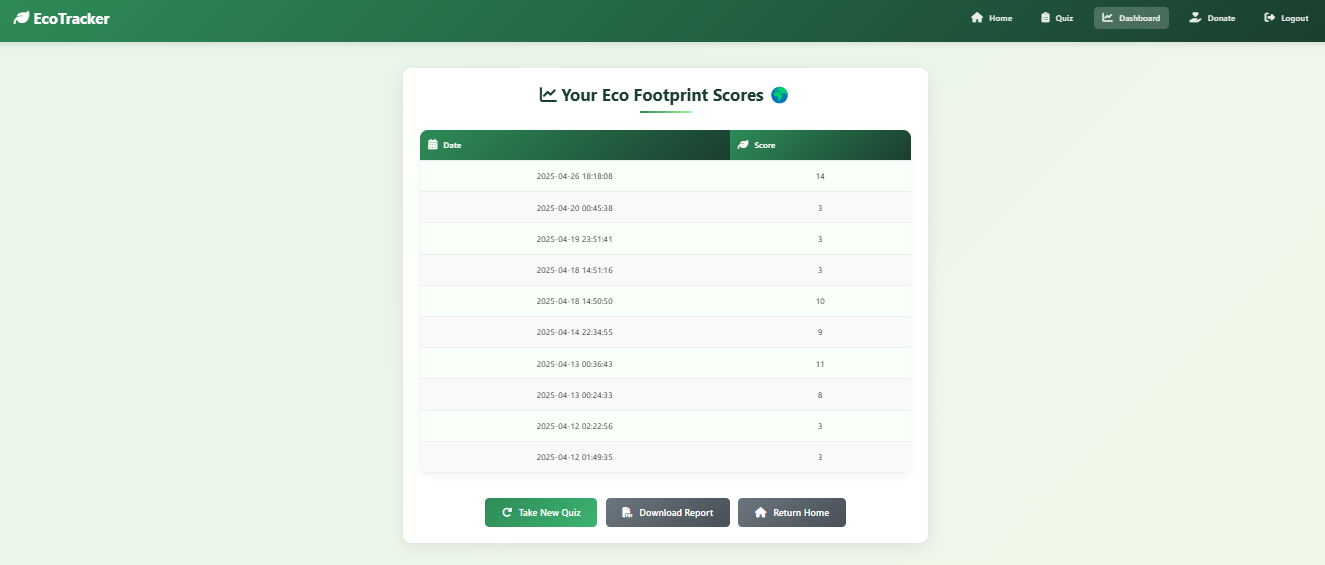 EcoTracker
Home Quiz Dashboard Donate Logout
Your Eco Footprint Scores
Date Score
2025-04-26 18:18:08 14
2025-04-20 00:45:38 3
2025-04-19 23:51:41 3
2025-04-18 14:51:16 3
2025-04-18 14:50:50 10
2025-04-14 22:34:55 9
2025-04-13 00:36:43 11
2025-04-13 00:24:33 8
2025-04-12 02:22:56 3
2025-04-12 01:49:35 3
Take New Quiz Download Report Return Home